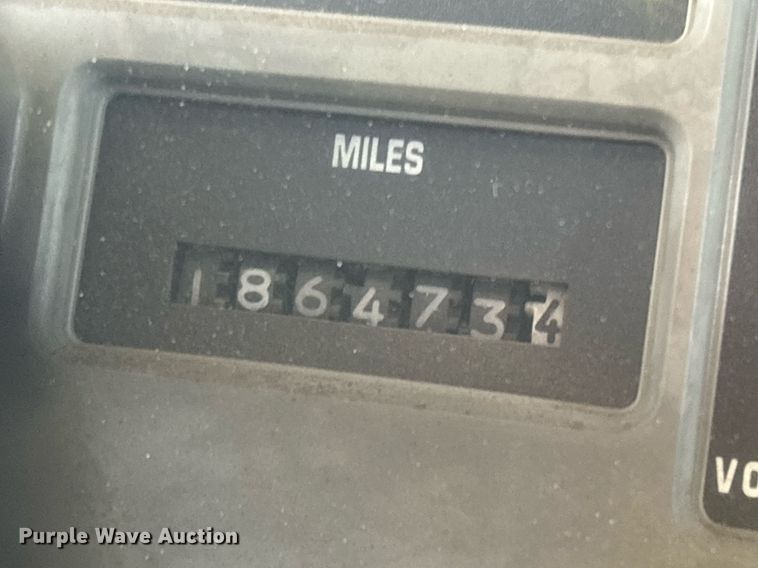 MILES
1864734
VO
Purple Wave Auction